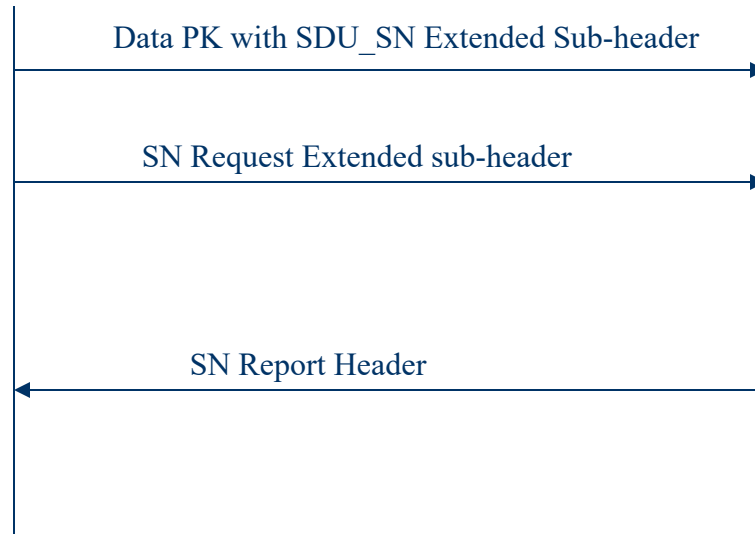 Data PK with SDU_SN Extended Sub-header
SN Request Extended sub-header
SN Report Header